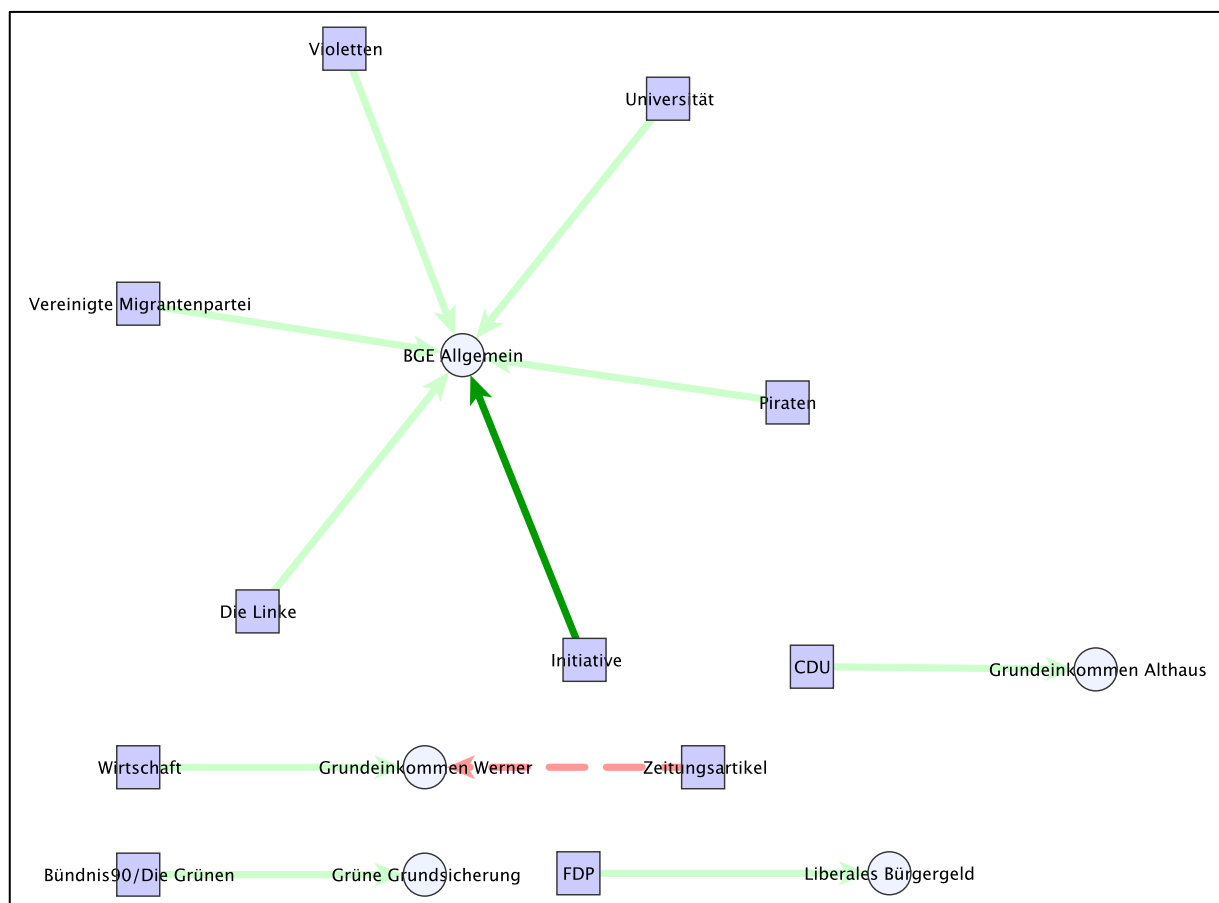 Violetten
Universität
Vereinigte Migrantenpartei
BGE Allgemein
Piraten
Die Linke
Initiative
CDU
Grundeinkommen Althaus
Wirtschaft
Grundeinkommen Werner
Zeitungsartikel
Bündnis90/Die Grünen
Grüne Grundsicherung
FDP
Liberales Bürgergeld